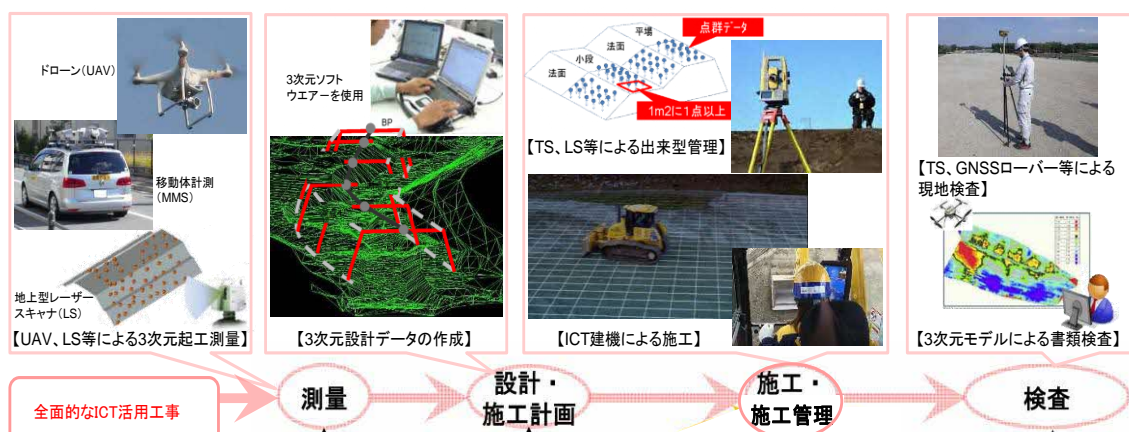 ドローン(UAV)
移動体計測
(MMS)
地上型レーザー
スキャナ(LS)
【UAV、LS等による3次元起工測量】
3次元ソフト
ウエアーを使用
BP
【3次元設計データの作成】
平場
法面
小段
法面
点群データ
1m2に1点以上
【TS、LS等による出来型管理】
【ICT建機による施工】
【TS、GNSSローバー等による
現地検査】
【3次元モデルによる書類検査】
全面的なICT活用工事
測量
設計・
施工計画
施工・
施工管理
検査